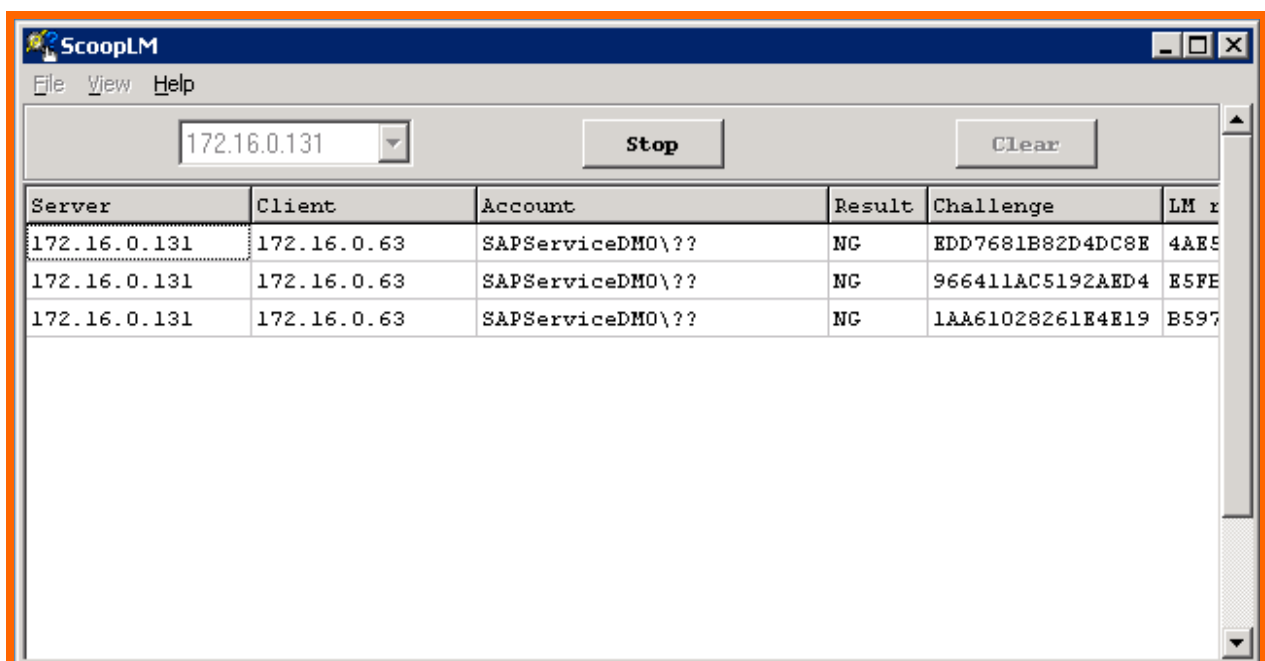 ScoopLM
File View Help
172.16.0.131 Stop Clear
Server Client Account Result Challenge LM r
172.16.0.131 172.16.0.63 SAPServiceDM0\?? NG EDD7681B82D4DC8E 4AE5
172.16.0.131 172.16.0.63 SAPServiceDM0\?? NG 966411AC5192AED4 E5FE
172.16.0.131 172.16.0.63 SAPServiceDM0\?? NG 1AA61028261E4E19 B597